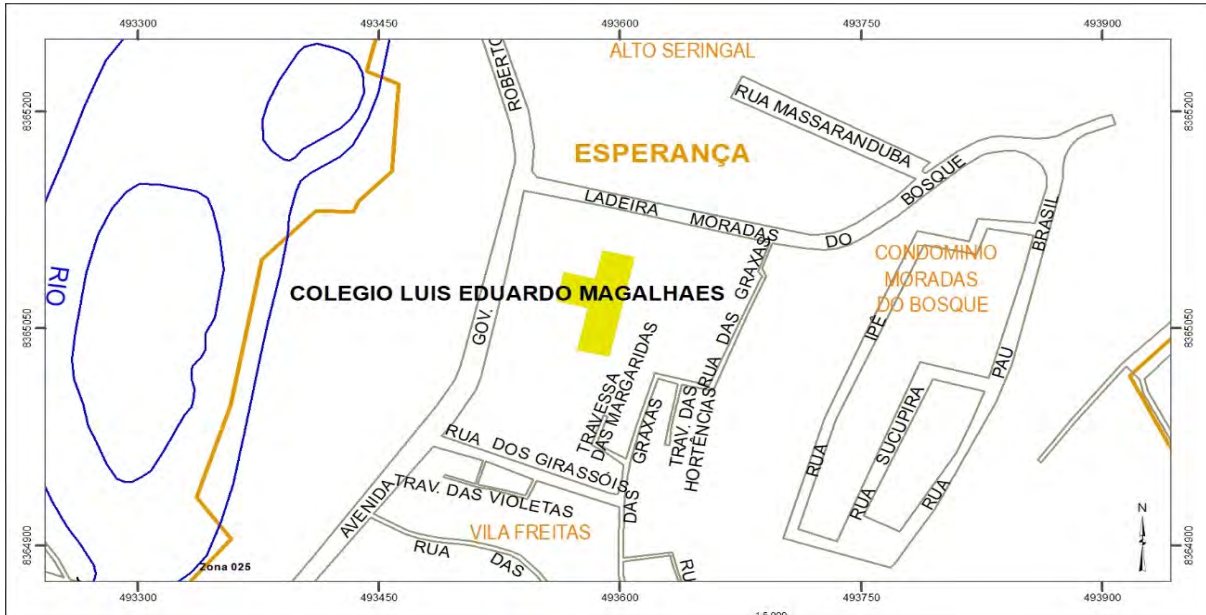 493300
493450
493600
493750
493900
ALTO SERINGAL
ROBERTO
8365200
8365200
RUA MASSARANDUBA
ESPERANÇA
BOSQUE
LADEIRA MORADAS DO
BRASIL
CONDOMINIO
MORADAS
DO BOSQUE
RIO
COLEGIO LUIS EDUARDO MAGALHAES
GOV.
RUA DAS GRAXAS
8365050
8365050
IPÊ
PAU
TRAVESSA
DAS MARGARIDAS
GRAXAS
TRAV. DAS
HORTÊNCIAS
SUCUPIRA
RUA DOS GIRASSÓIS
RUA
TRAV. DAS VIOLETAS
DAS
RUA
RUA
AVENIDA
VILA FREITAS
N
8364900
8364900
RUA DAS
RU
Zona 025
493300
493450
493600
493750
493900